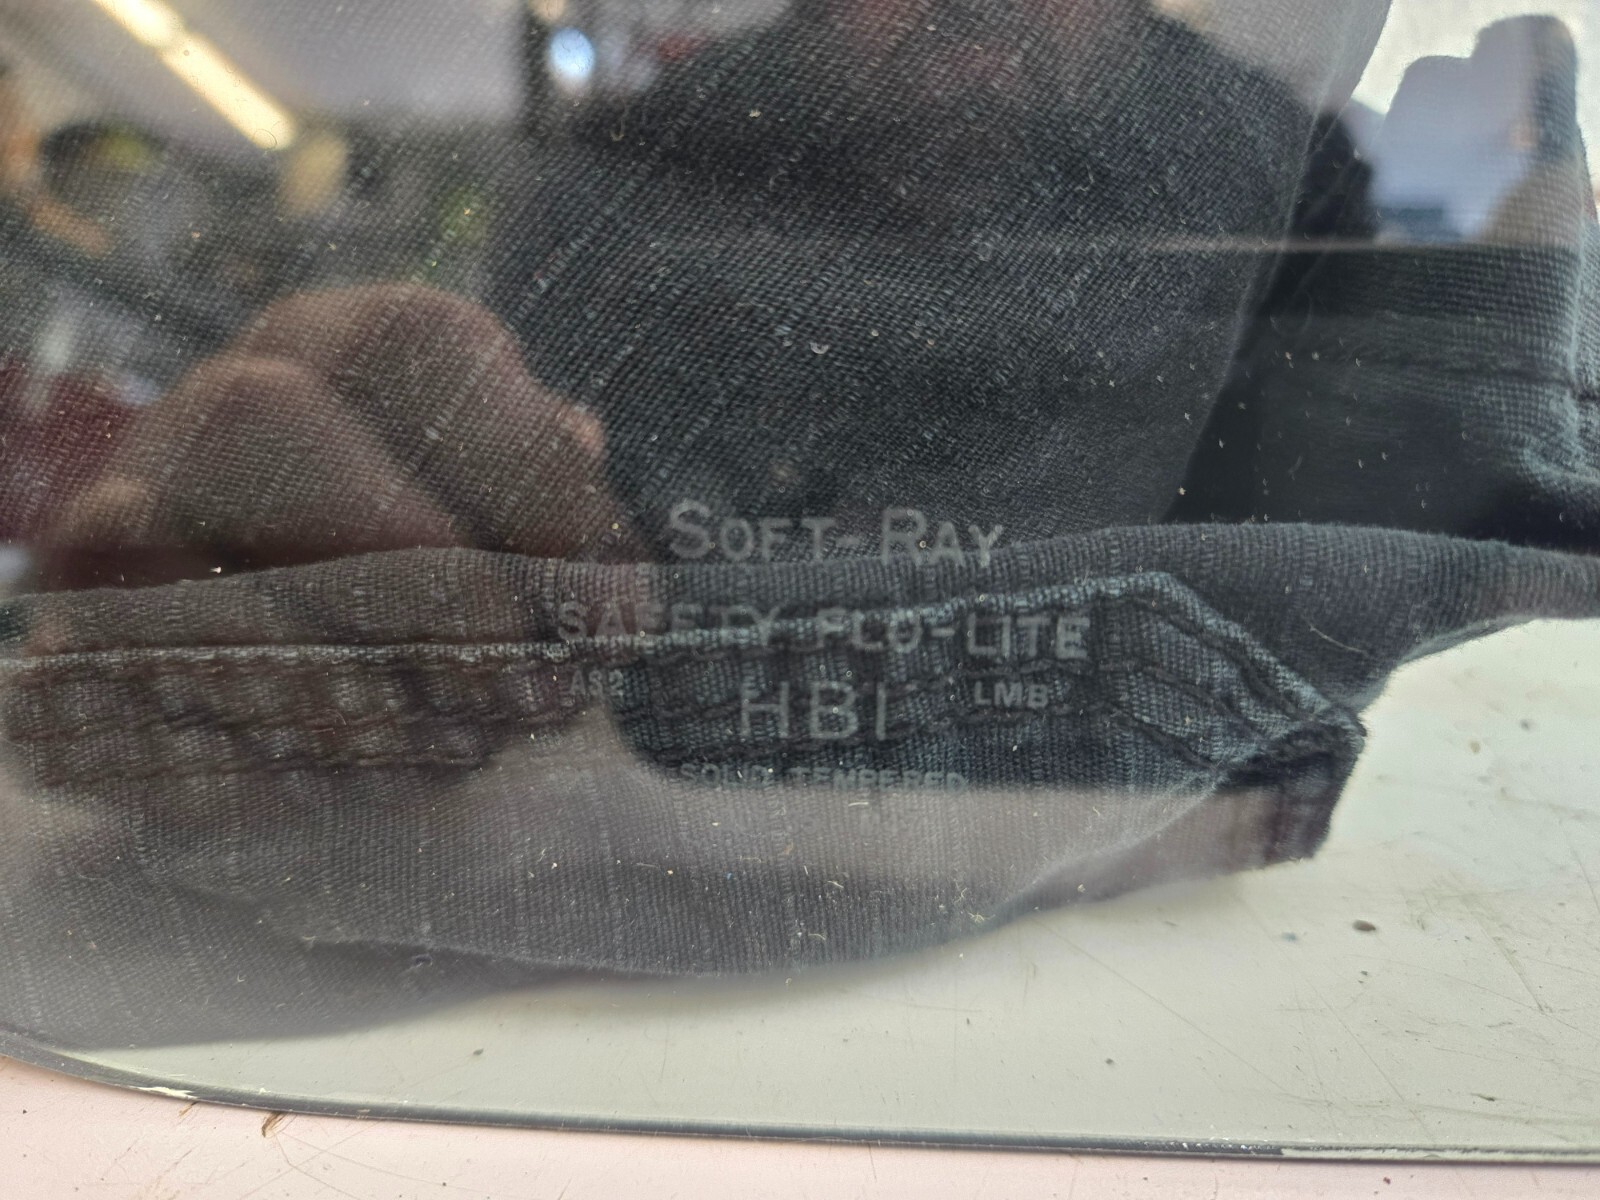 SOFT-RAY
SAFETY FLO-LITE
AS2 HBI LMB
SOLID TEMPERED